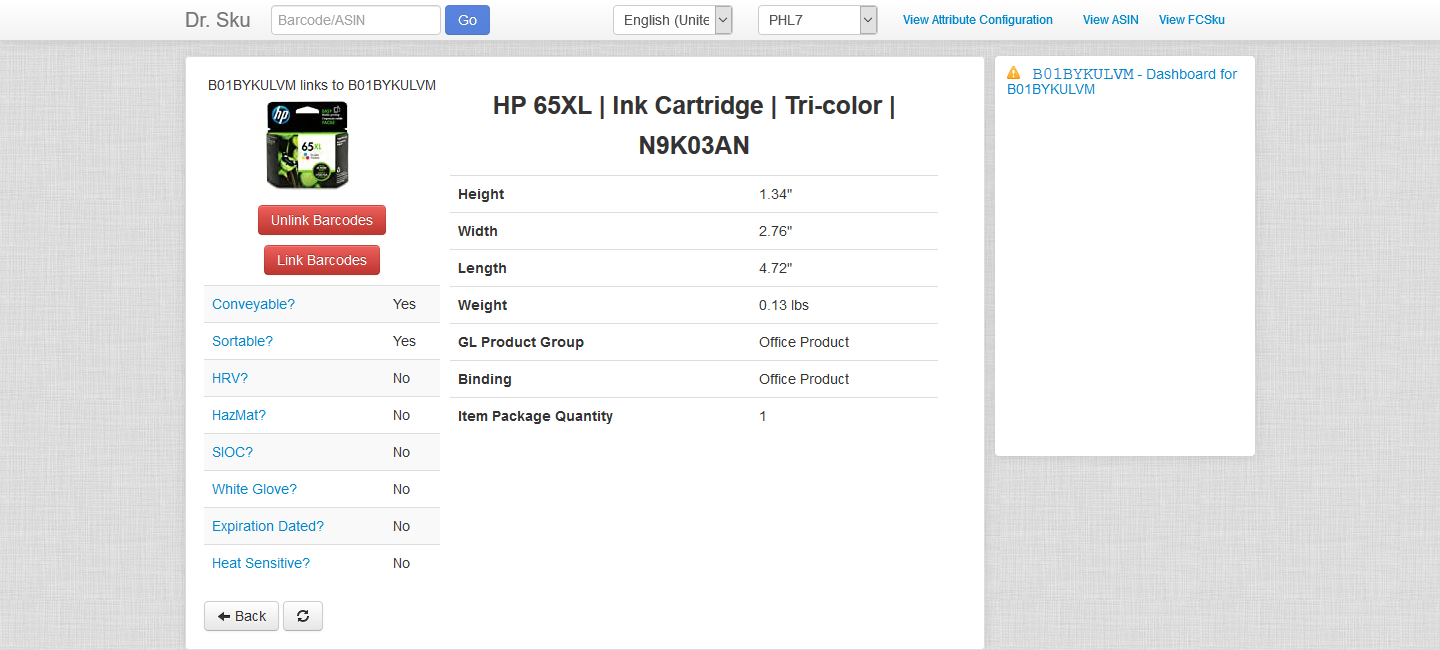 Dr. Sku
Barcode/ASIN
Go
English (Unite
PHL7
View Attribute Configuration
View ASIN
View FCSku
B01BYKULVM links to B01BYKULVM
hp
65XL
Unlink Barcodes
Link Barcodes
Conveyable? Yes
Sortable? Yes
HRV? No
HazMat? No
SIOC? No
White Glove? No
Expiration Dated? No
Heat Sensitive? No
Back
HP 65XL | Ink Cartridge | Tri-color |
N9K03AN
Height 1.34"
Width 2.76"
Length 4.72"
Weight 0.13 lbs
GL Product Group Office Product
Binding Office Product
Item Package Quantity 1
B01BYKULVM - Dashboard for
B01BYKULVM